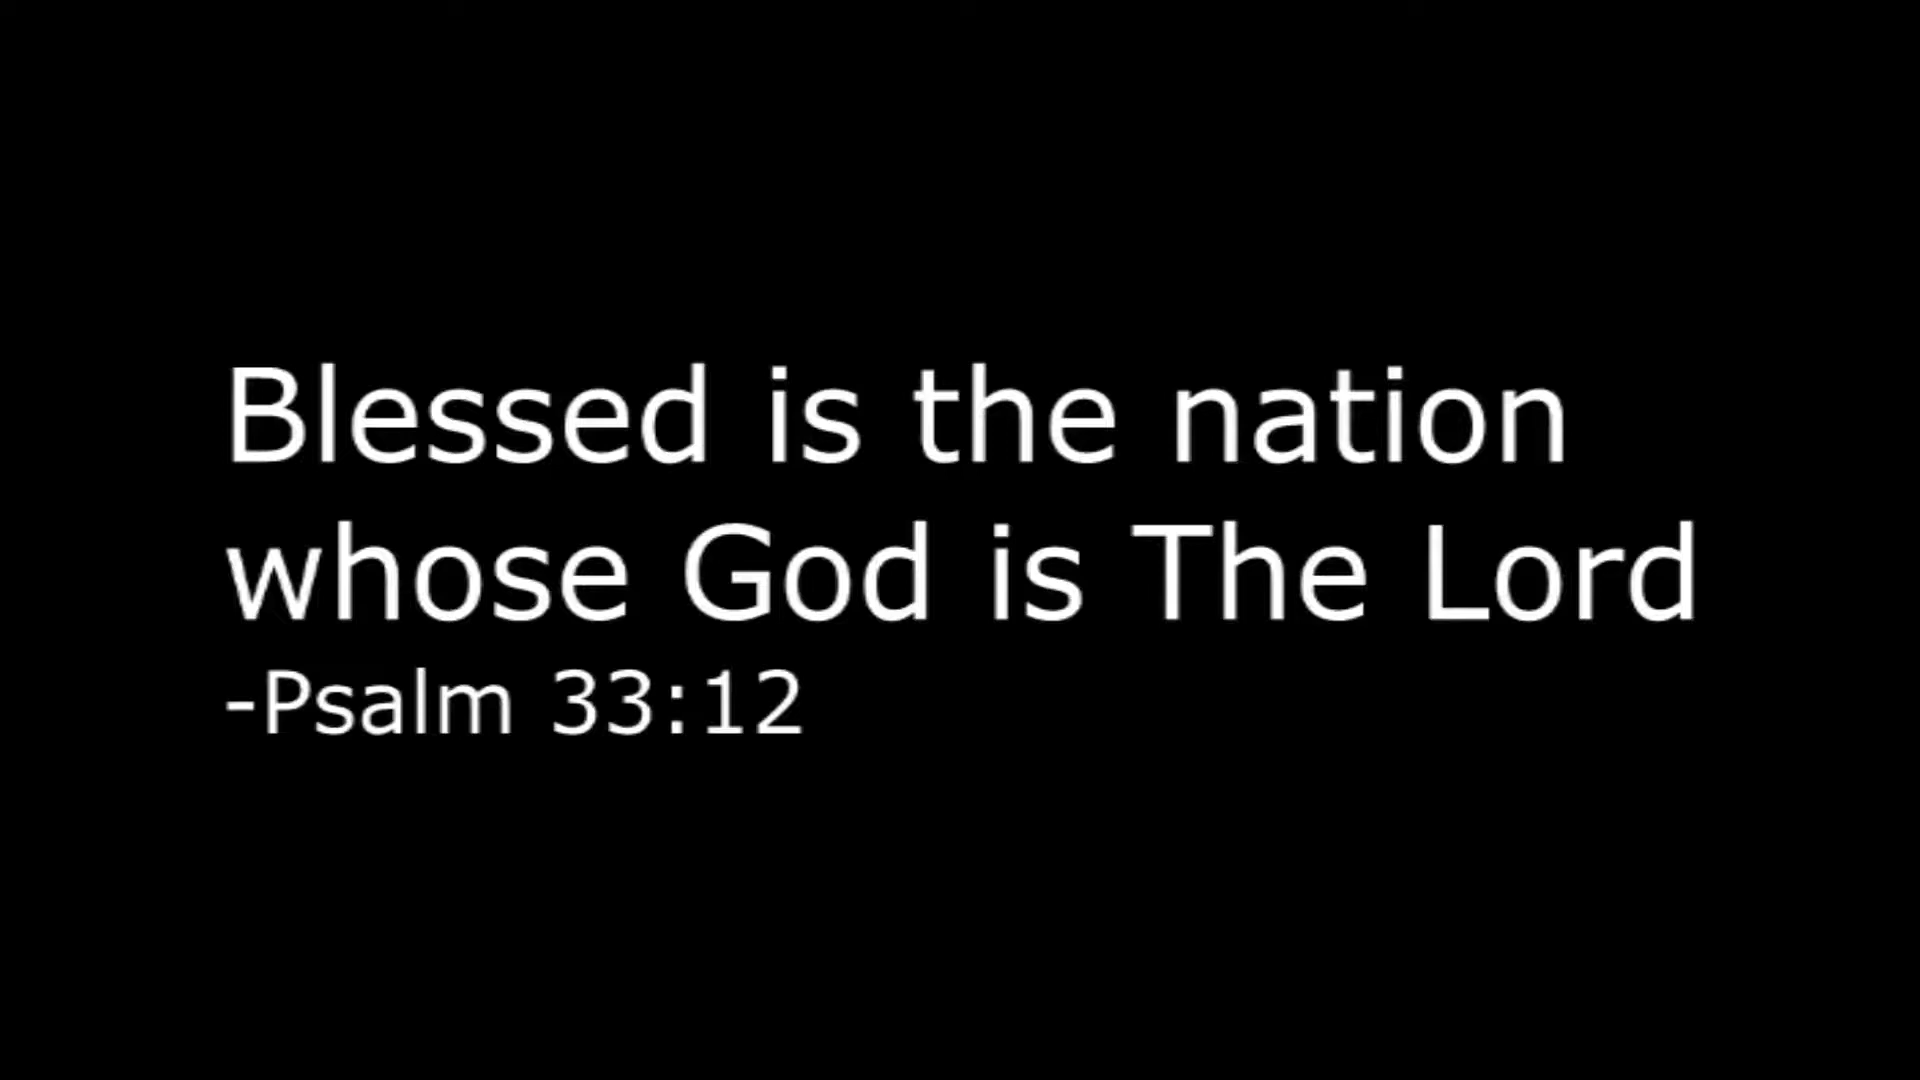 Blessed is the nation
whose God is The Lord
-Psalm 33:12